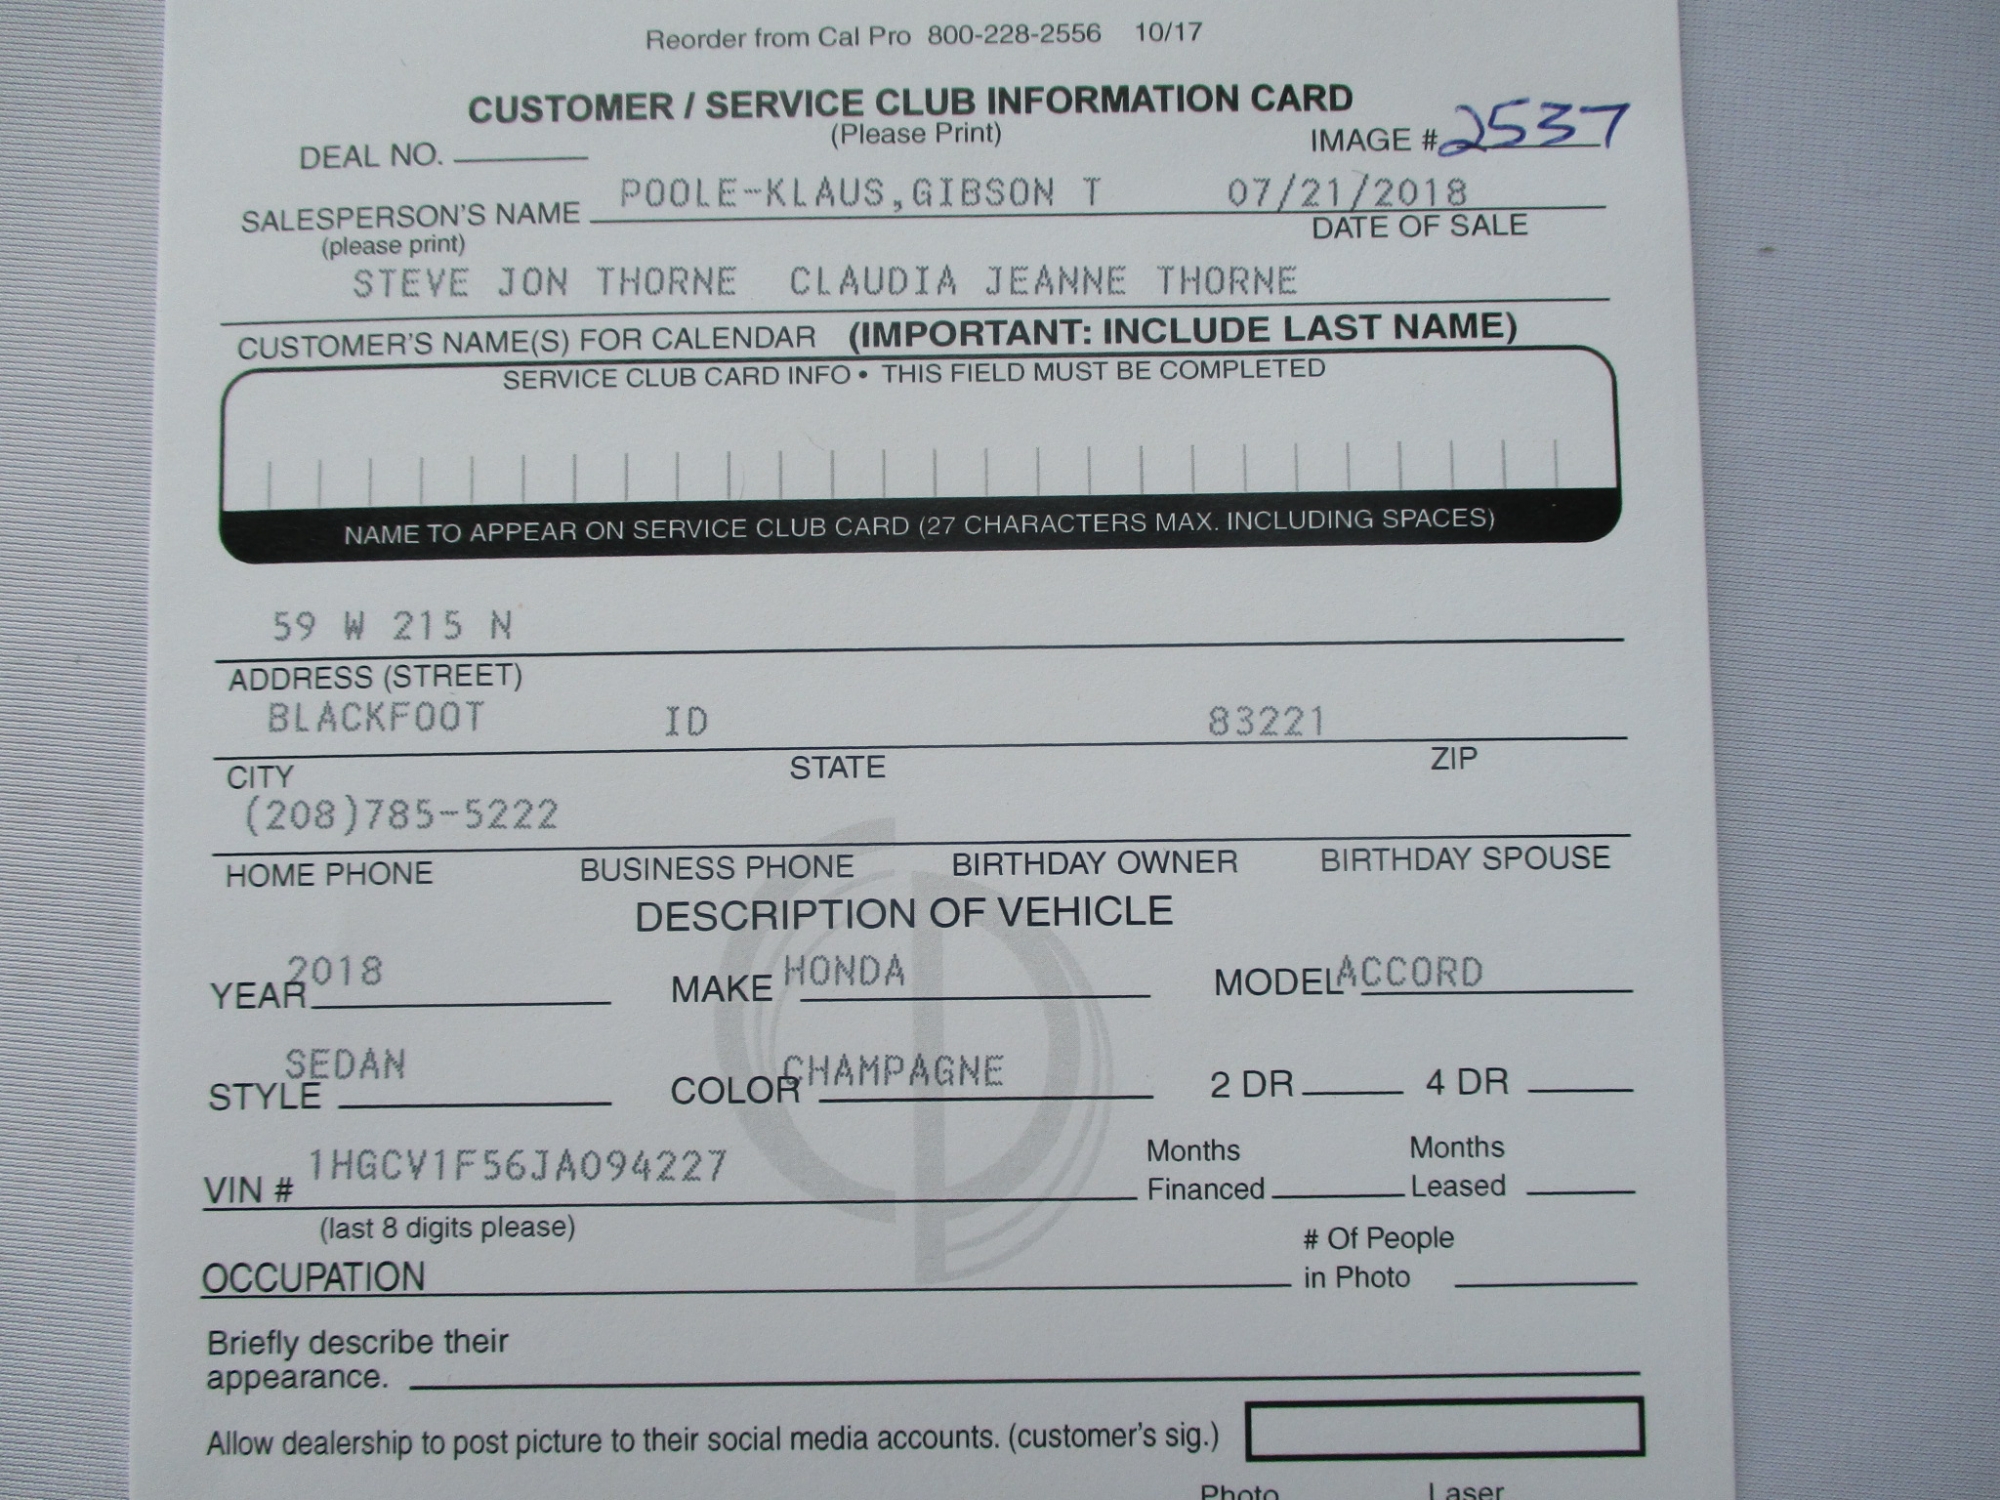 Reorder from Cal Pro 800-228-2556 10/17
CUSTOMER / SERVICE CLUB INFORMATION CARD
(Please Print)
DEAL NO.
IMAGE # 2537
SALESPERSON'S NAME POOLE-KLAUS,GIBSON T 07/21/2018
(please print)
DATE OF SALE
STEVE JON THORNE CLAUDIA JEANNE THORNE
CUSTOMER'S NAME(S) FOR CALENDAR (IMPORTANT: INCLUDE LAST NAME)
SERVICE CLUB CARD INFO • THIS FIELD MUST BE COMPLETED
NAME TO APPEAR ON SERVICE CLUB CARD (27 CHARACTERS MAX. INCLUDING SPACES)
59 W 215 N
ADDRESS (STREET)
BLACKFOOT ID 83221
CITY STATE ZIP
(208)785-5222
HOME PHONE BUSINESS PHONE BIRTHDAY OWNER BIRTHDAY SPOUSE
DESCRIPTION OF VEHICLE
YEAR 2018 MAKE HONDA MODEL ACCORD
STYLE SEDAN COLOR CHAMPAGNE 2 DR 4 DR
VIN # 1HGCV1F56JA094227
(last 8 digits please)
Months Financed
Months Leased
OCCUPATION
# Of People in Photo
Briefly describe their
appearance.
Allow dealership to post picture to their social media accounts. (customer's sig.)
Photo Laser